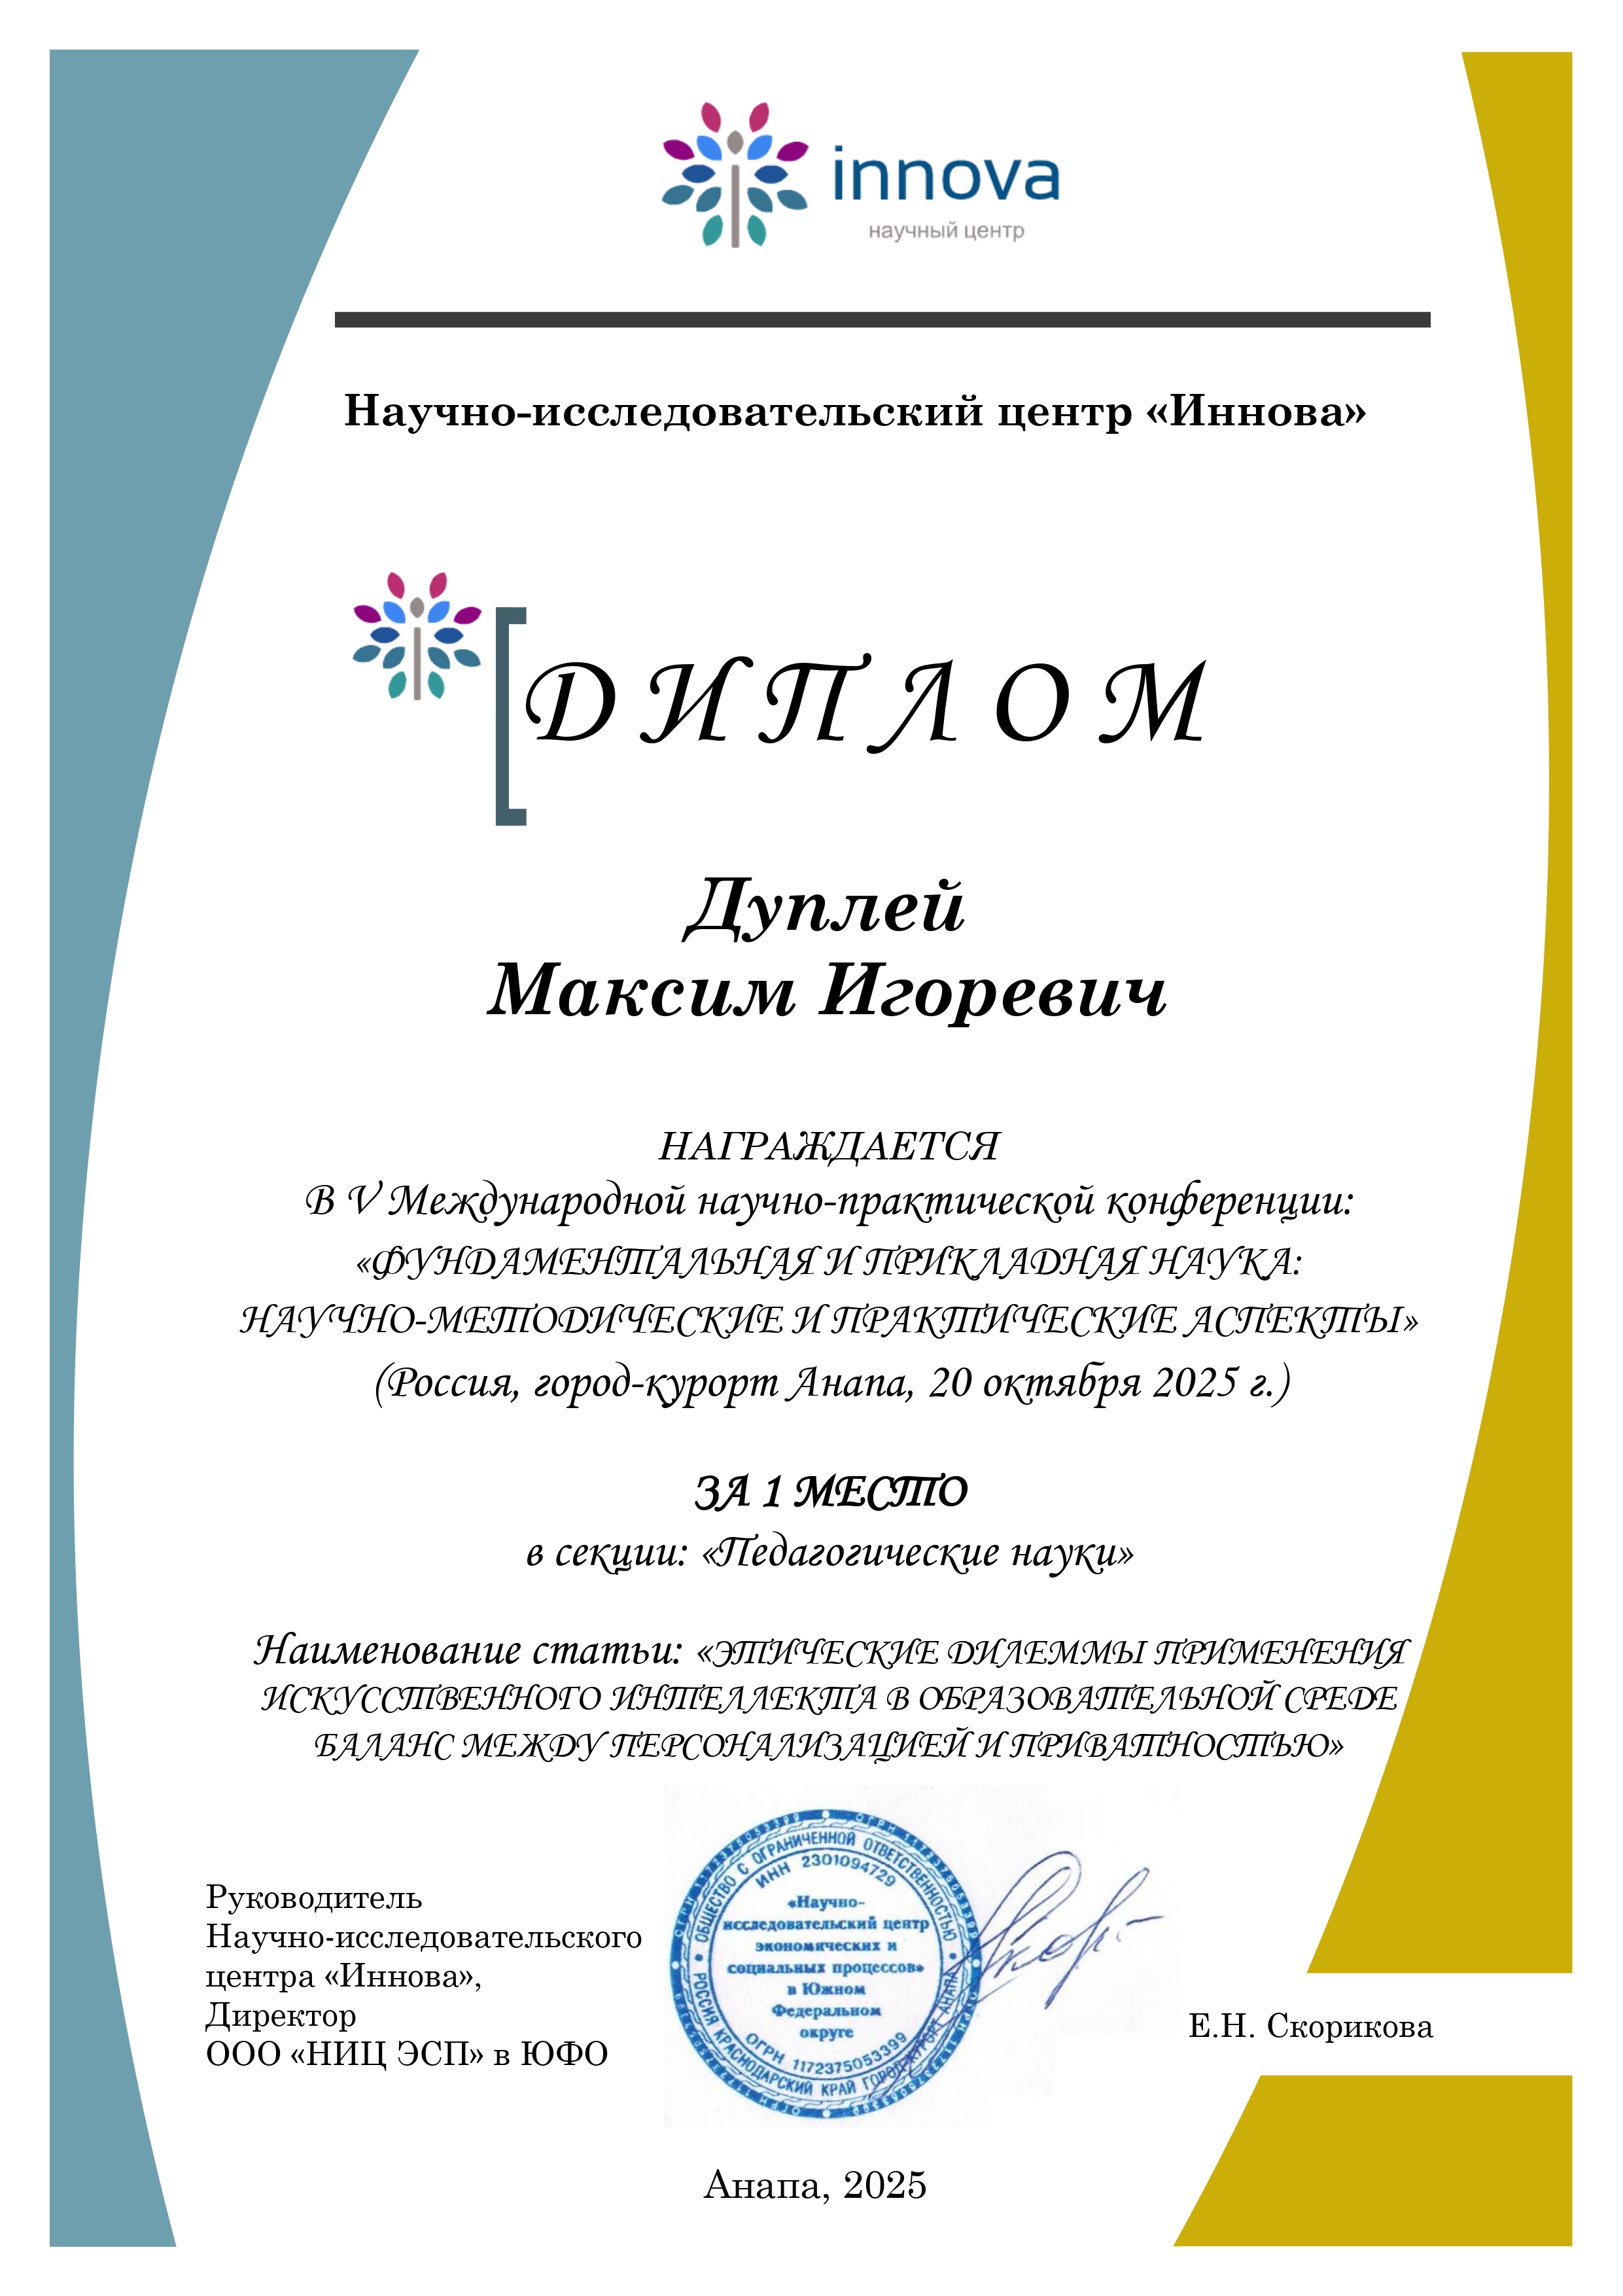 innova
научный центр
Научно-исследовательский центр «Иннова»
ДИПЛОМ
Дуплей
Максим Игоревич
НАГРАЖДАЕТСЯ
В V Международной научно-практической конференции:
«ФУНДАМЕНТАЛЬНАЯ И ПРИКЛАДНАЯ НАУКА:
НАУЧНО-МЕТОДИЧЕСКИЕ И ПРАКТИЧЕСКИЕ АСПЕКТЫ»
(Россия, город-курорт Анапа, 20 октября 2025 г.)
ЗА 1 МЕСТО
в секции: «Педагогические науки»
Наименование статьи: «ЭТИЧЕСКИЕ ДИЛЕММЫ ПРИМЕНЕНИЯ
ИСКУССТВЕННОГО ИНТЕЛЛЕКТА В ОБРАЗОВАТЕЛЬНОЙ СРЕДЕ
БАЛАНС МЕЖДУ ПЕРСОНАЛИЗАЦИЕЙ И ПРИВАТНОСТЬЮ»
Руководитель
Научно-исследовательского
центра «Иннова»,
Директор
ООО «НИЦ ЭСП» в ЮФО
ОГРН 1172375053399
ОБЩЕСТВО С ОГРАНИЧЕННОЙ ОТВЕТСТВЕННОСТЬЮ
ИНН 2301094729
«Научно-
исследовательский центр
экономических и
социальных процессов»
в Южном
Федеральном
округе
ОГРН 1172375053399
РОССИЯ КРАСНОДАРСКИЙ КРАЙ ГОРОД-КУРОРТ АНАПА
Е.Н. Скорикова
Анапа, 2025